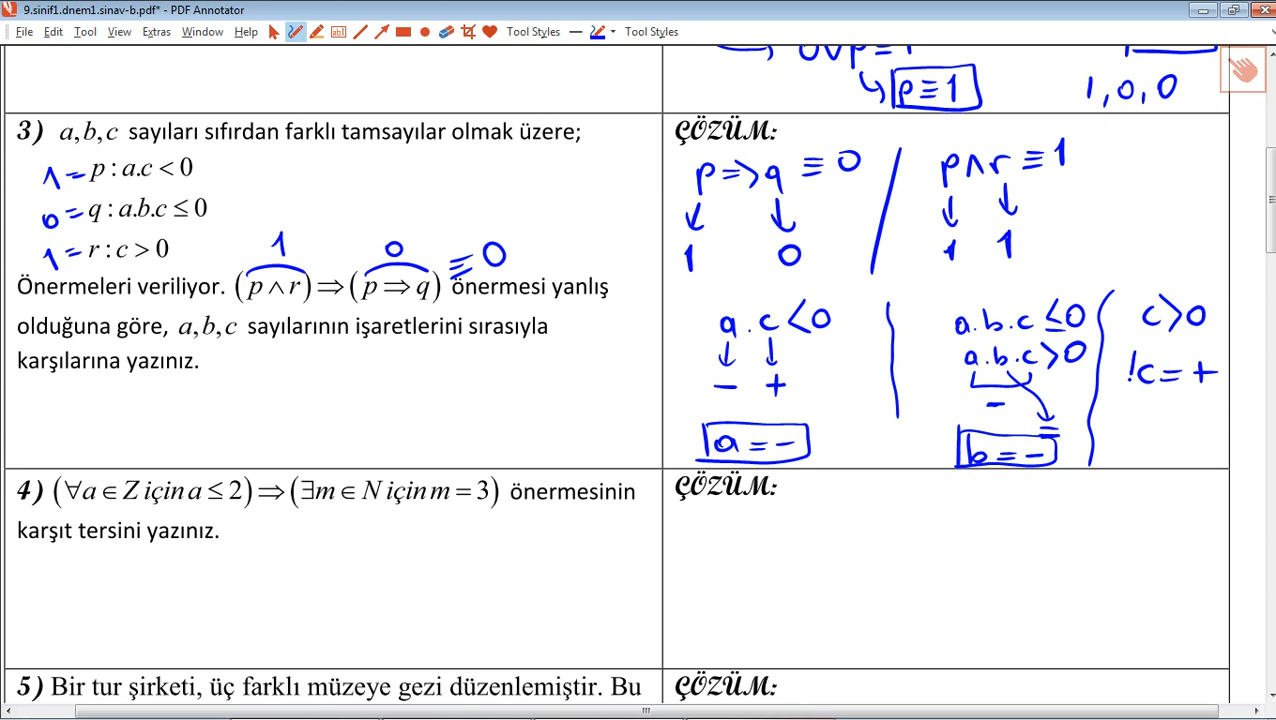 9.sinif1.dnem1.sinav-b.pdf* - PDF Annotator
File Edit Tool View Extras Window Help Tool Styles Tool Styles
0∨p≡1
p≡1
1,0,0
3) a,b,c sayıları sıfırdan farklı tamsayılar olmak üzere;
1= p : a.c < 0
0= q : a.b.c ≤ 0
1= r : c > 0
1 0 ≡ 0
Önermeleri veriliyor. (p ∧ r) ⇒ (p ⇒ q) önermesi yanlış
olduğuna göre, a,b,c sayılarının işaretlerini sırasıyla
karşılarına yazınız.
ÇÖZÜM:
p⇒q ≡ 0 / p∧r ≡ 1
1 0 1 1
a.c<0
- +
a = -
a.b.c ≤0
a.b.c >0
-
b = -
c>0
!c = +
4) (∀a ∈ Z için a ≤ 2) ⇒ (∃m ∈ N için m = 3) önermesinin
karşıt tersini yazınız.
ÇÖZÜM:
5) Bir tur şirketi, üç farklı müzeye gezi düzenlemiştir. Bu
ÇÖZÜM: